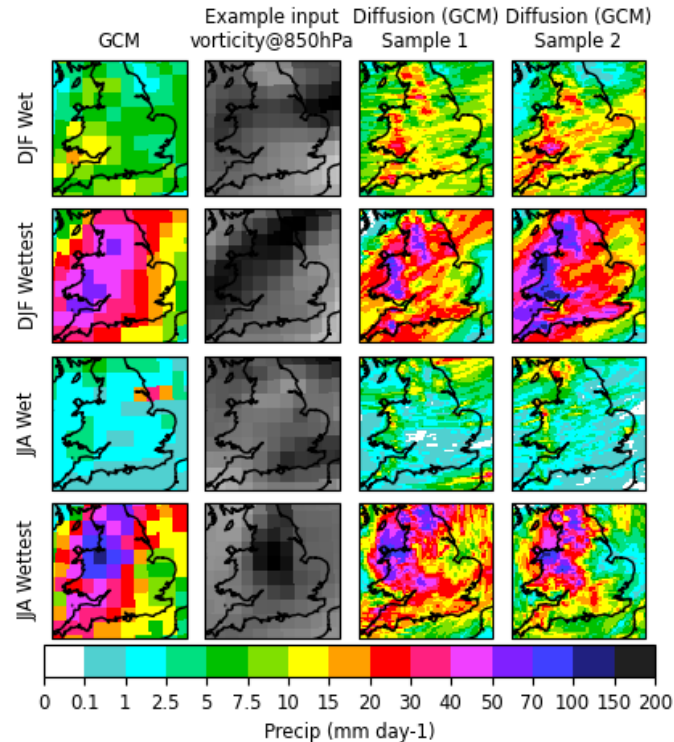 GCM
Example input
vorticity@850hPa
Diffusion (GCM)
Sample 1
Diffusion (GCM)
Sample 2
DJF Wet
DJF Wettest
JJA Wet
JJA Wettest
0 0.1 1 2.5 5 7.5 10 15 20 30 40 50 70 100 150 200
Precip (mm day-1)